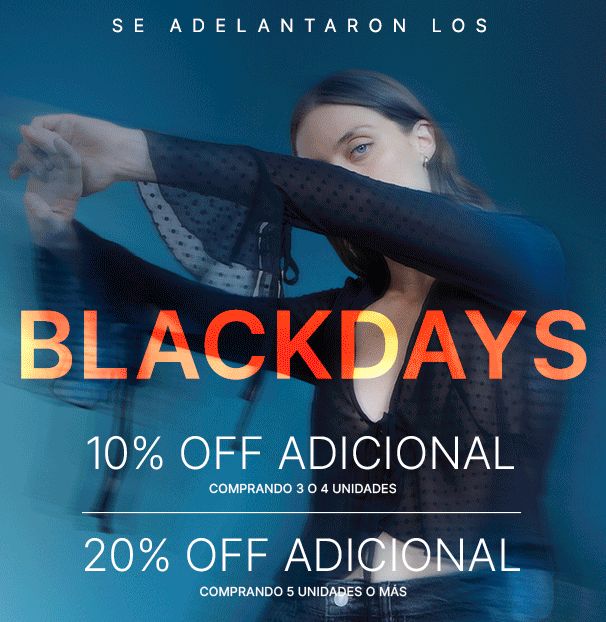 SE ADELANTARON LOS
BLACKDAYS
10% OFF ADICIONAL
COMPRANDO 3 O 4 UNIDADES
20% OFF ADICIONAL
COMPRANDO 5 UNIDADES O MÁS